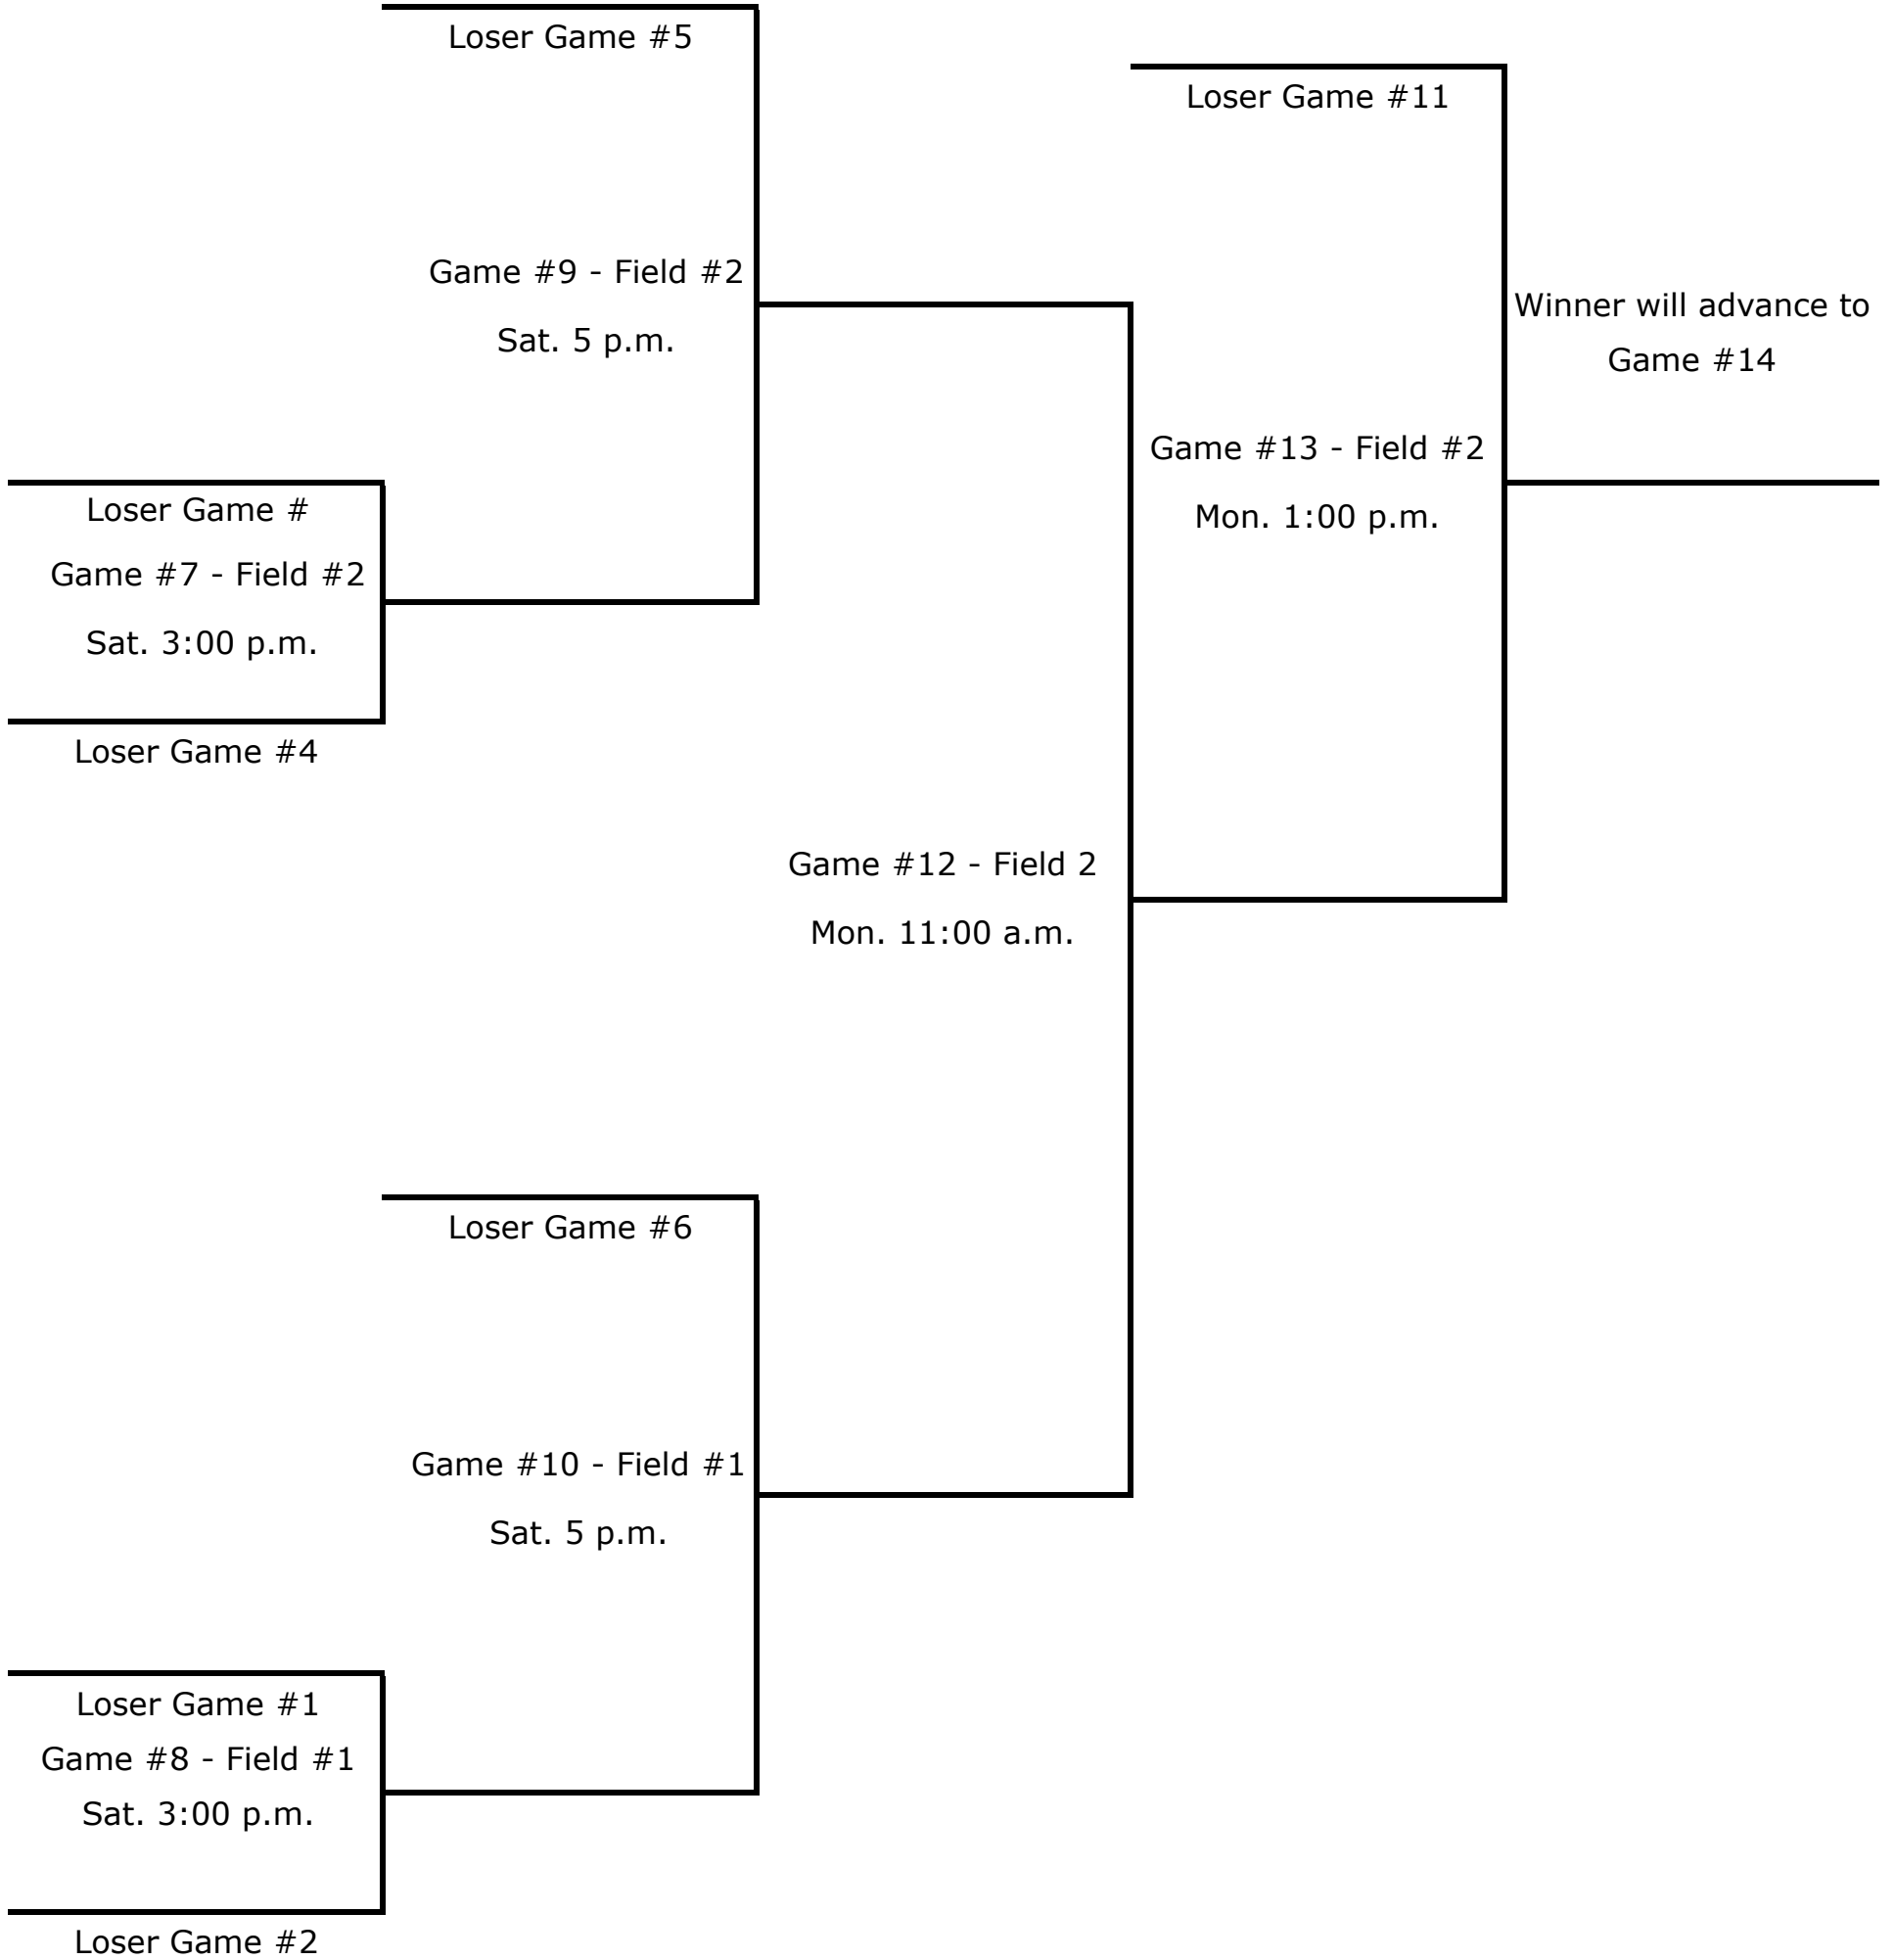 Loser Game #5
Loser Game #11
Game #9 - Field #2
Sat. 5 p.m.
Winner will advance to
Game #14
Game #13 - Field #2
Mon. 1:00 p.m.
Loser Game #
Game #7 - Field #2
Sat. 3:00 p.m.
Loser Game #4
Game #12 - Field 2
Mon. 11:00 a.m.
Loser Game #6
Game #10 - Field #1
Sat. 5 p.m.
Loser Game #1
Game #8 - Field #1
Sat. 3:00 p.m.
Loser Game #2